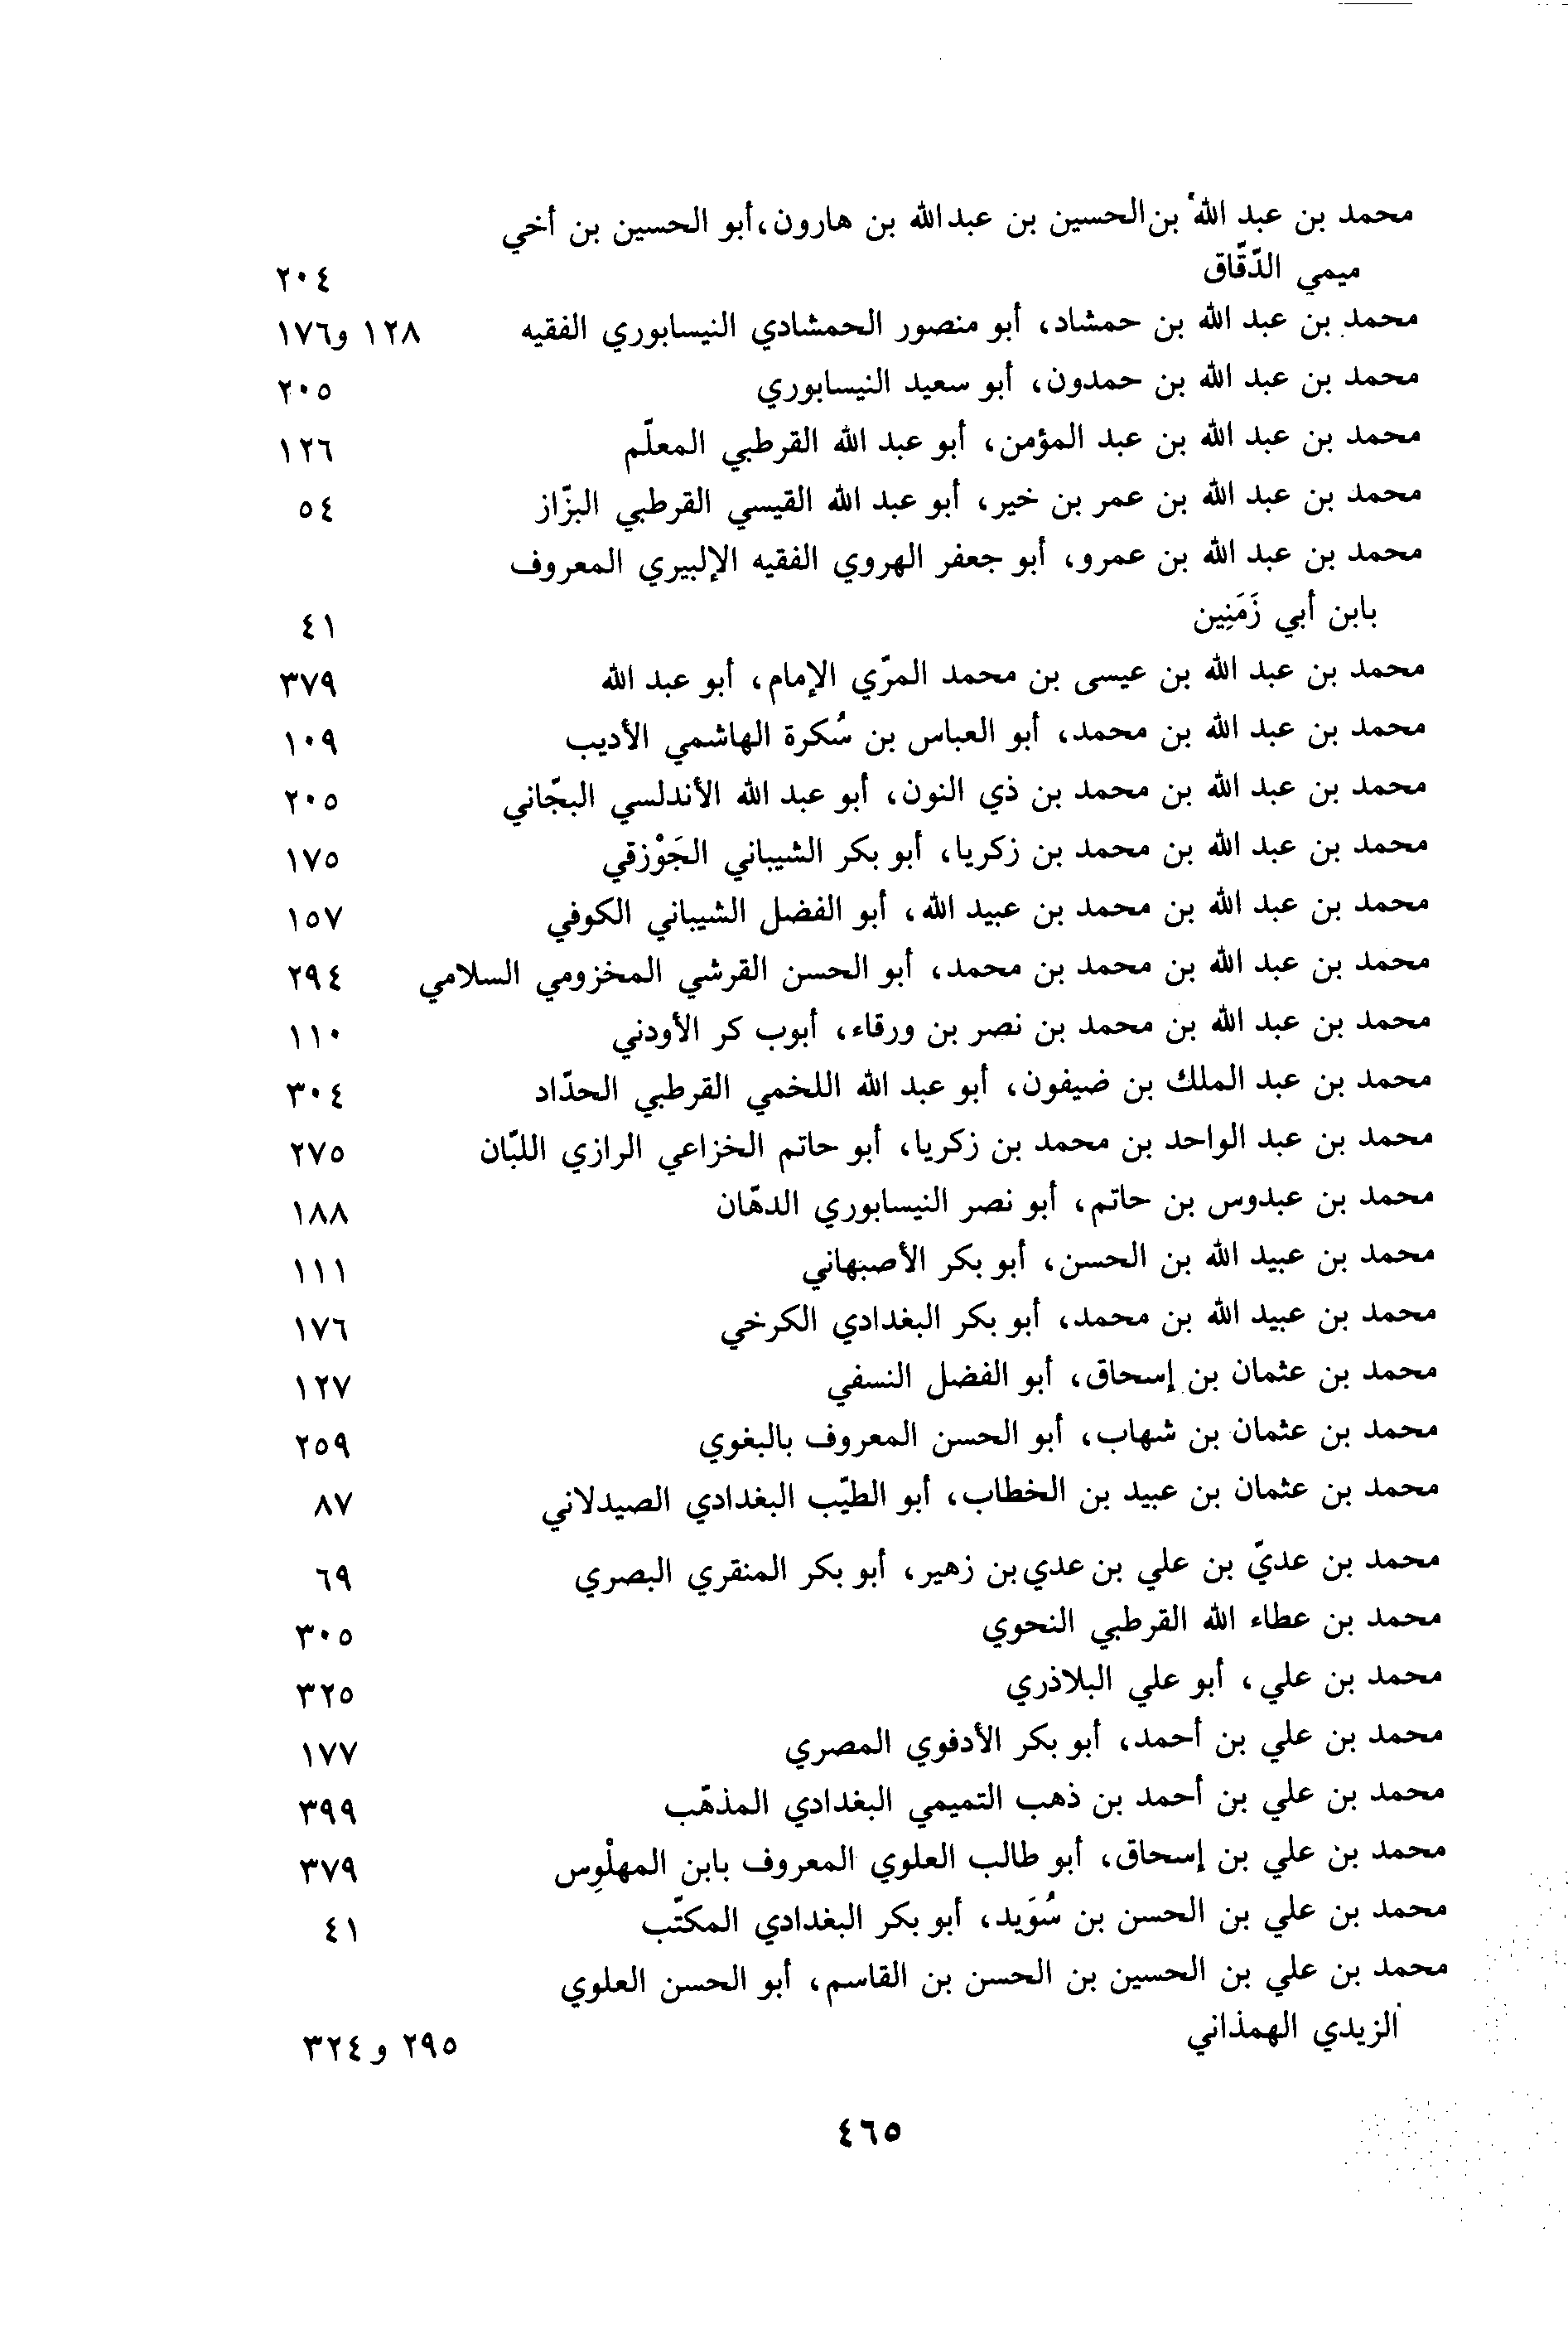 محمد بن عبد الله بن الحسين بن عبدالله بن هارون، أبو الحسين بن أخي
ميمي الدّقّاق ٢٠٤
محمد بن عبد الله بن حمشاد، أبو منصور الحمشادي النيسابوري الفقيه ١٢٨ و١٧٦
محمد بن عبد الله بن حمدون، أبو سعيد النيسابوري ٢٠٥
محمد بن عبد الله بن عبد المؤمن، أبو عبد الله القرطبي المعلّم ١٢٦
محمد بن عبد الله بن عمر بن خير، أبو عبد الله القيسي القرطبي البزّاز ٥٤
محمد بن عبد الله بن عمرو، أبو جعفر الهروي الفقيه الإلبيري المعروف
بابن أبي زَمَنِين ٤١
محمد بن عبد الله بن عيسى بن محمد المرّي الإمام، أبو عبد الله ٣٧٩
محمد بن عبد الله بن محمد، أبو العباس بن سُكرة الهاشمي الأديب ١٠٩
محمد بن عبد الله بن محمد بن ذي النون، أبو عبد الله الأندلسي البجّاني ٢٠٥
محمد بن عبد الله بن محمد بن زكريا، أبو بكر الشيباني الجَوْزقي ١٧٥
محمد بن عبد الله بن محمد بن عبيد الله، أبو الفضل الشيباني الكوفي ١٥٧
محمد بن عبد الله بن محمد بن محمد، أبو الحسن القرشي المخزومي السلامي ٢٩٤
محمد بن عبد الله بن محمد بن نصر بن ورقاء، أبوب كر الأودني ١١٠
محمد بن عبد الملك بن ضيفون، أبو عبد الله اللخمي القرطبي الحدّاد ٣٠٤
محمد بن عبد الواحد بن محمد بن زكريا، أبو حاتم الخزاعي الرازي اللبّان ٢٧٥
محمد بن عبدوس بن حاتم، أبو نصر النيسابوري الدهّان ١٨٨
محمد بن عبيد الله بن الحسن، أبو بكر الأصبهاني ١١١
محمد بن عبيد الله بن محمد، أبو بكر البغدادي الكرخي ١٧٦
محمد بن عثمان بن إسحاق، أبو الفضل النسفي ١٢٧
محمد بن عثمان بن شهاب، أبو الحسن المعروف بالبغوي ٢٥٩
محمد بن عثمان بن عبيد بن الخطاب، أبو الطيّب البغدادي الصيدلاني ٨٧
محمد بن عديّ بن علي بن عدي بن زهير، أبو بكر المنقري البصري ٦٩
محمد بن عطاء الله القرطبي النحوي ٣٠٥
محمد بن علي، أبو علي البلاذري ٣٢٥
محمد بن علي بن أحمد، أبو بكر الأدفوي المصري ١٧٧
محمد بن علي بن أحمد بن ذهب التميمي البغدادي المذهّب ٣٩٩
محمد بن علي بن إسحاق، أبو طالب العلوي المعروف بابن المهلْوِس ٣٧٩
محمد بن علي بن الحسن بن سُوَيد، أبو بكر البغدادي المكتّب ٤١
محمد بن علي بن الحسين بن الحسن بن القاسم، أبو الحسن العلوي
الزيدي الهمذاني ٢٩٥ و ٣٢٤
٤٦٥